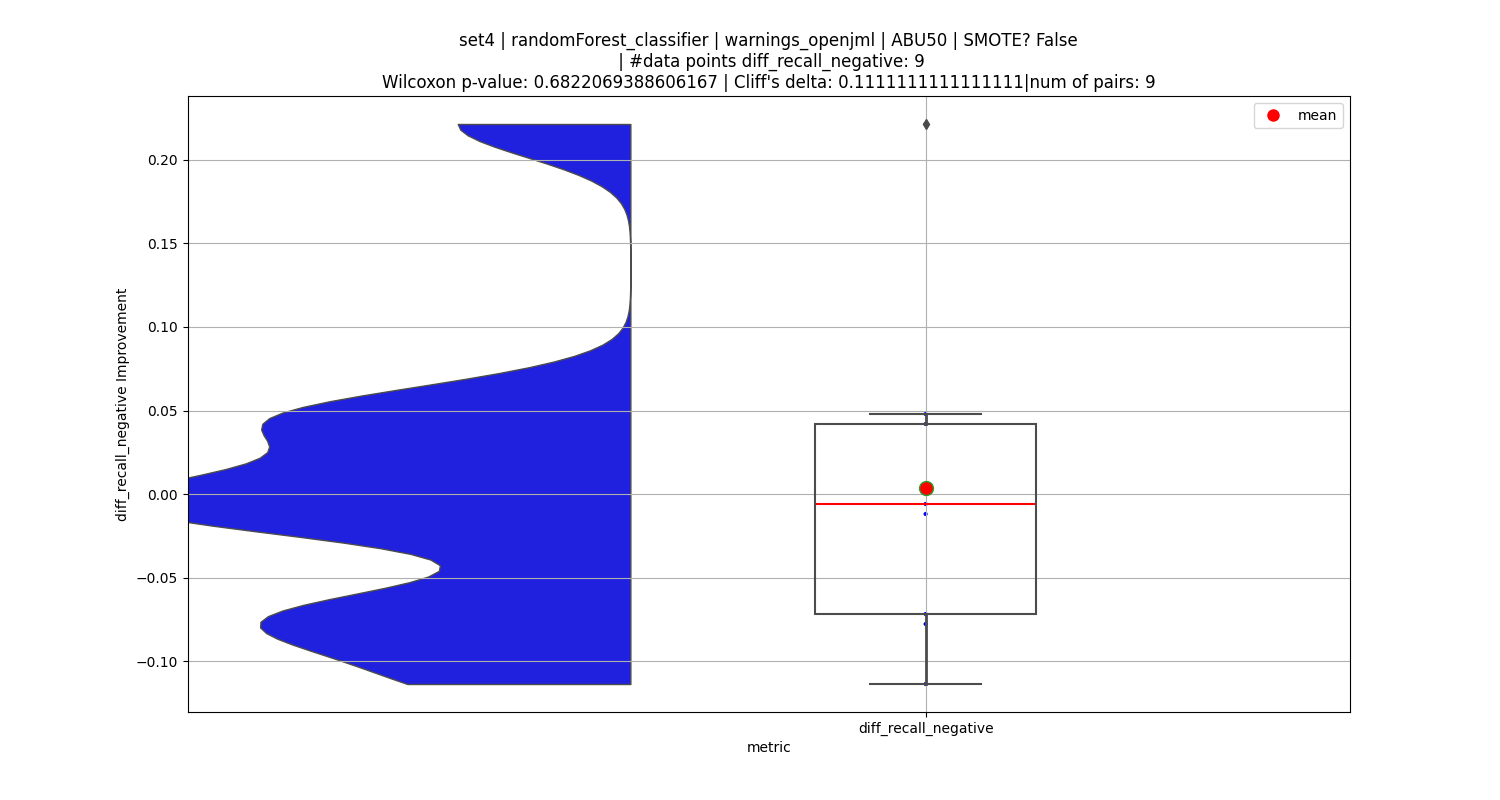 set4 | randomForest_classifier | warnings_openjml | ABU50 | SMOTE? False
| #data points diff_recall_negative: 9
Wilcoxon p-value: 0.6822069388606167 | Cliff's delta: 0.1111111111111111|num of pairs: 9
mean
0.20
0.15
0.10
0.05
0.00
−0.05
−0.10
diff_recall_negative Improvement
diff_recall_negative
metric